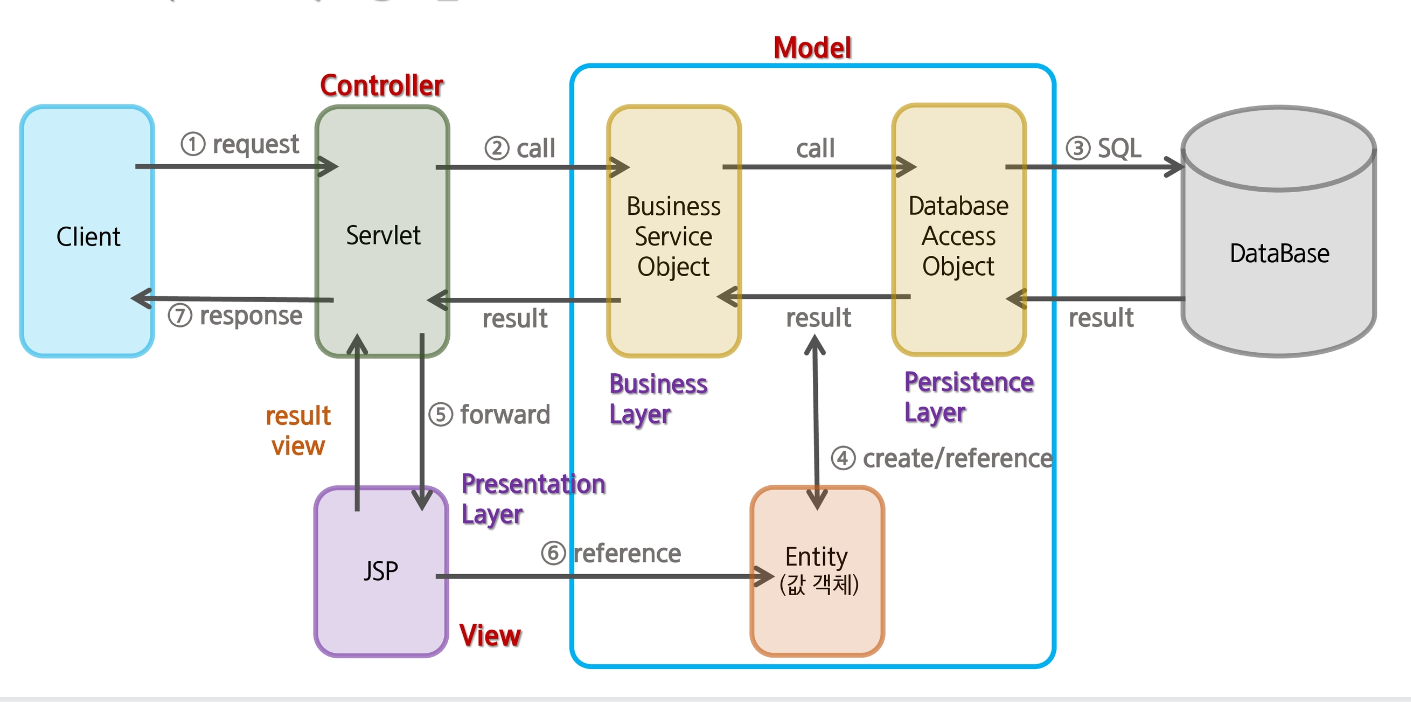 Model
Controller
① request
② call
call
③ SQL
Client
Servlet
Business
Service
Object
Database
Access
Object
DataBase
⑦ response
result
result
result
Business
Layer
Persistence
Layer
result
view
⑤ forward
④ create/reference
Presentation
Layer
JSP
⑥ reference
Entity
(값 객체)
View